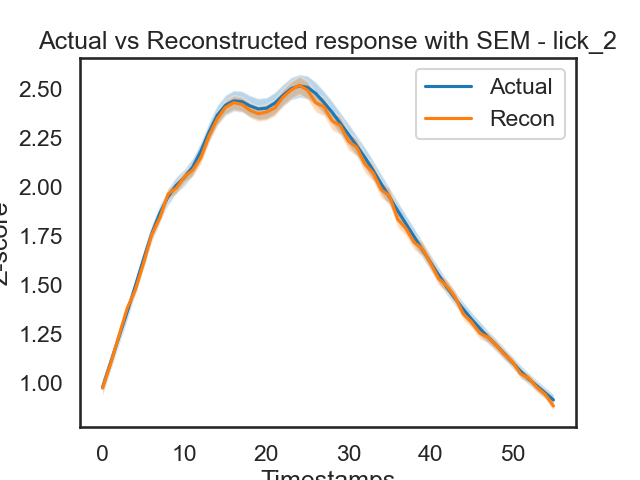 Actual vs Reconstructed response with SEM - lick_2
Actual
Recon
Z-score
2.50
2.25
2.00
1.75
1.50
1.25
1.00
0 10 20 30 40 50
Timestamps